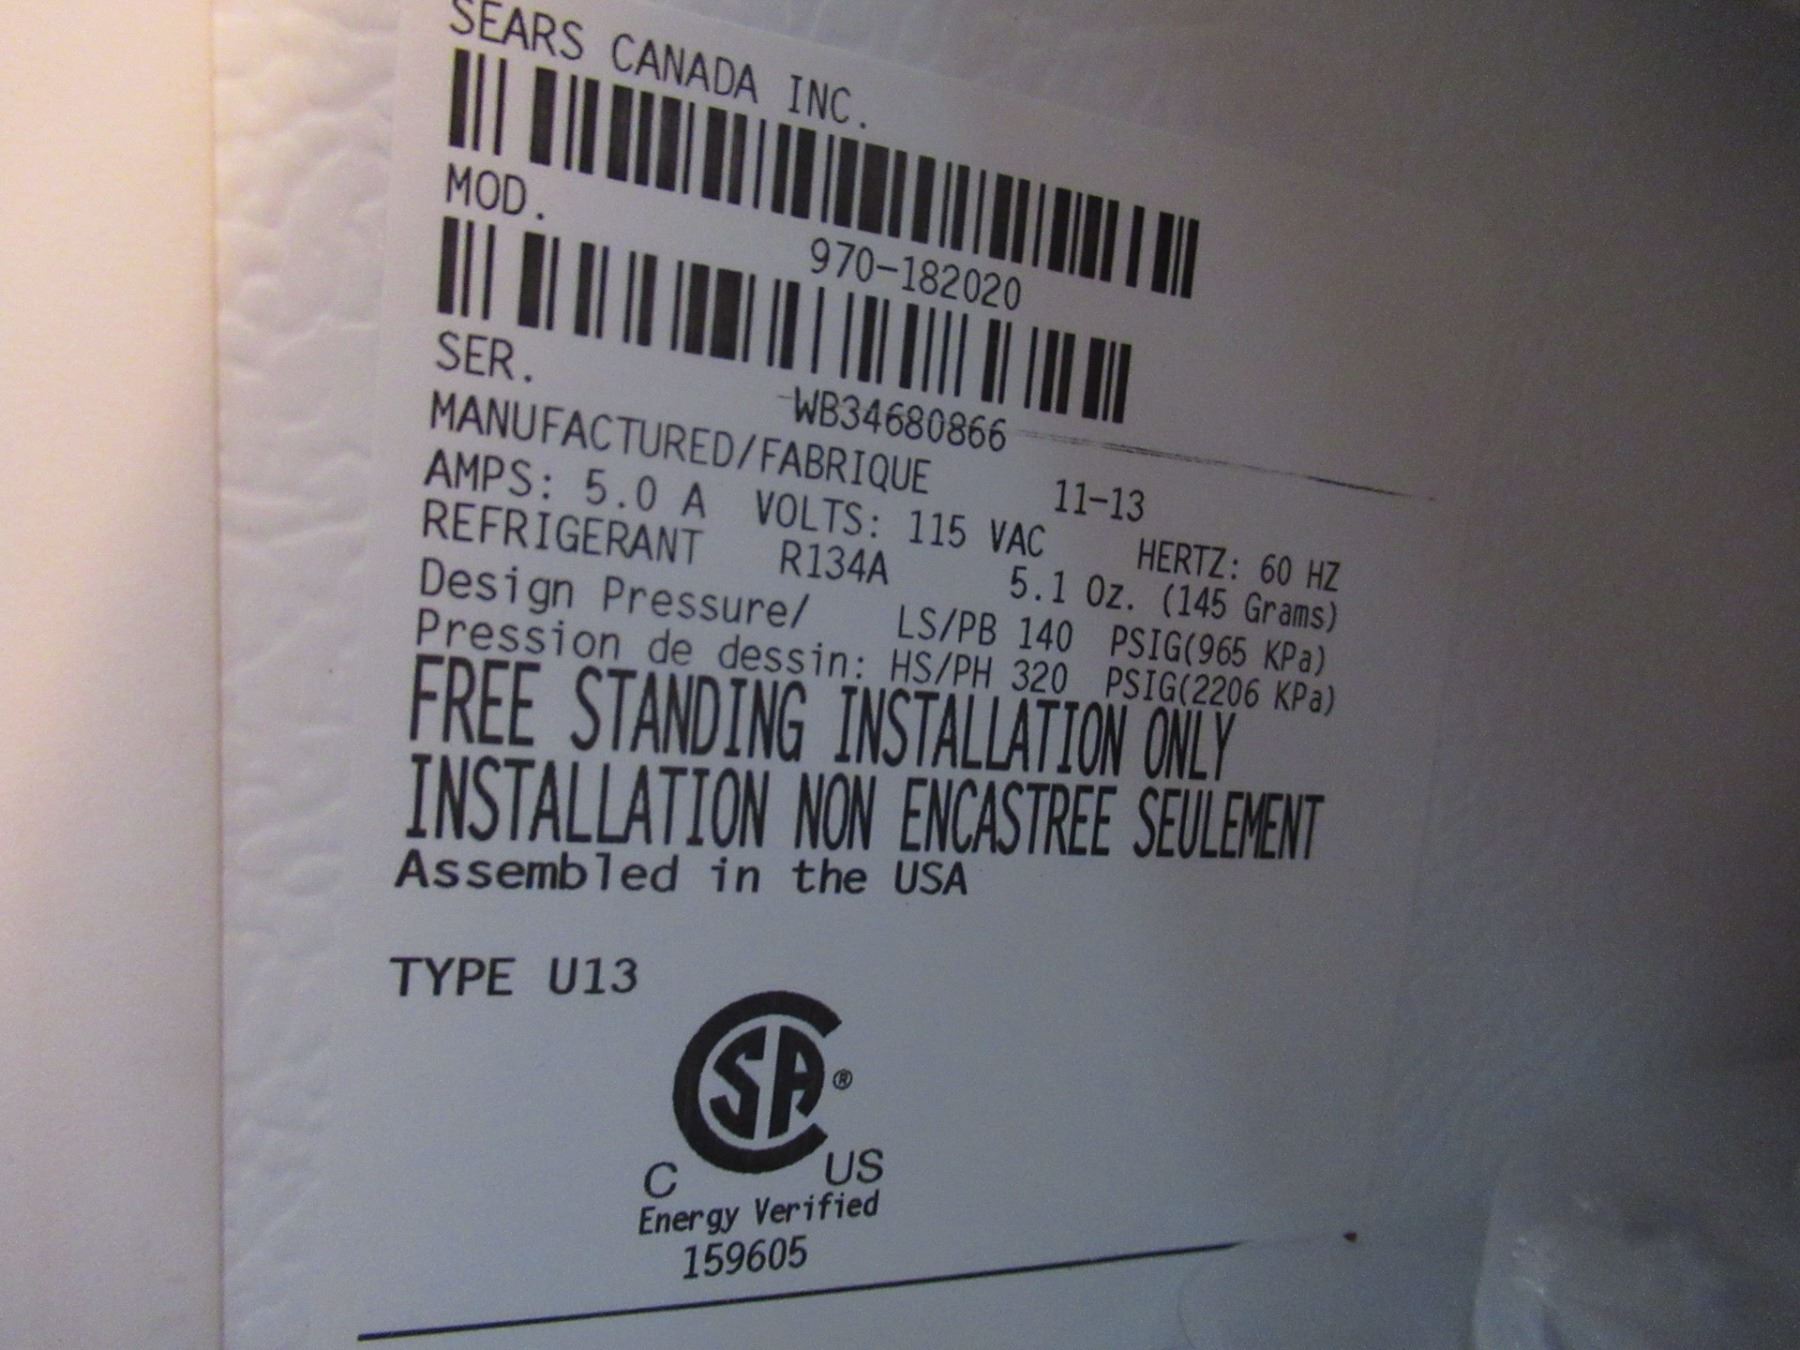 SEARS CANADA INC.
MOD.
970-182020
SER.
WB34680866
MANUFACTURED/FABRIQUE 11-13
AMPS: 5.0 A VOLTS: 115 VAC HERTZ: 60 HZ
REFRIGERANT R134A 5.1 Oz. (145 Grams)
Design Pressure/ LS/PB 140 PSIG(965 KPa)
Pression de dessin: HS/PH 320 PSIG(2206 KPa)
FREE STANDING INSTALLATION ONLY
INSTALLATION NON ENCASTREE SEULEMENT
Assembled in the USA
TYPE U13
CSA ®
C US
Energy Verified
159605